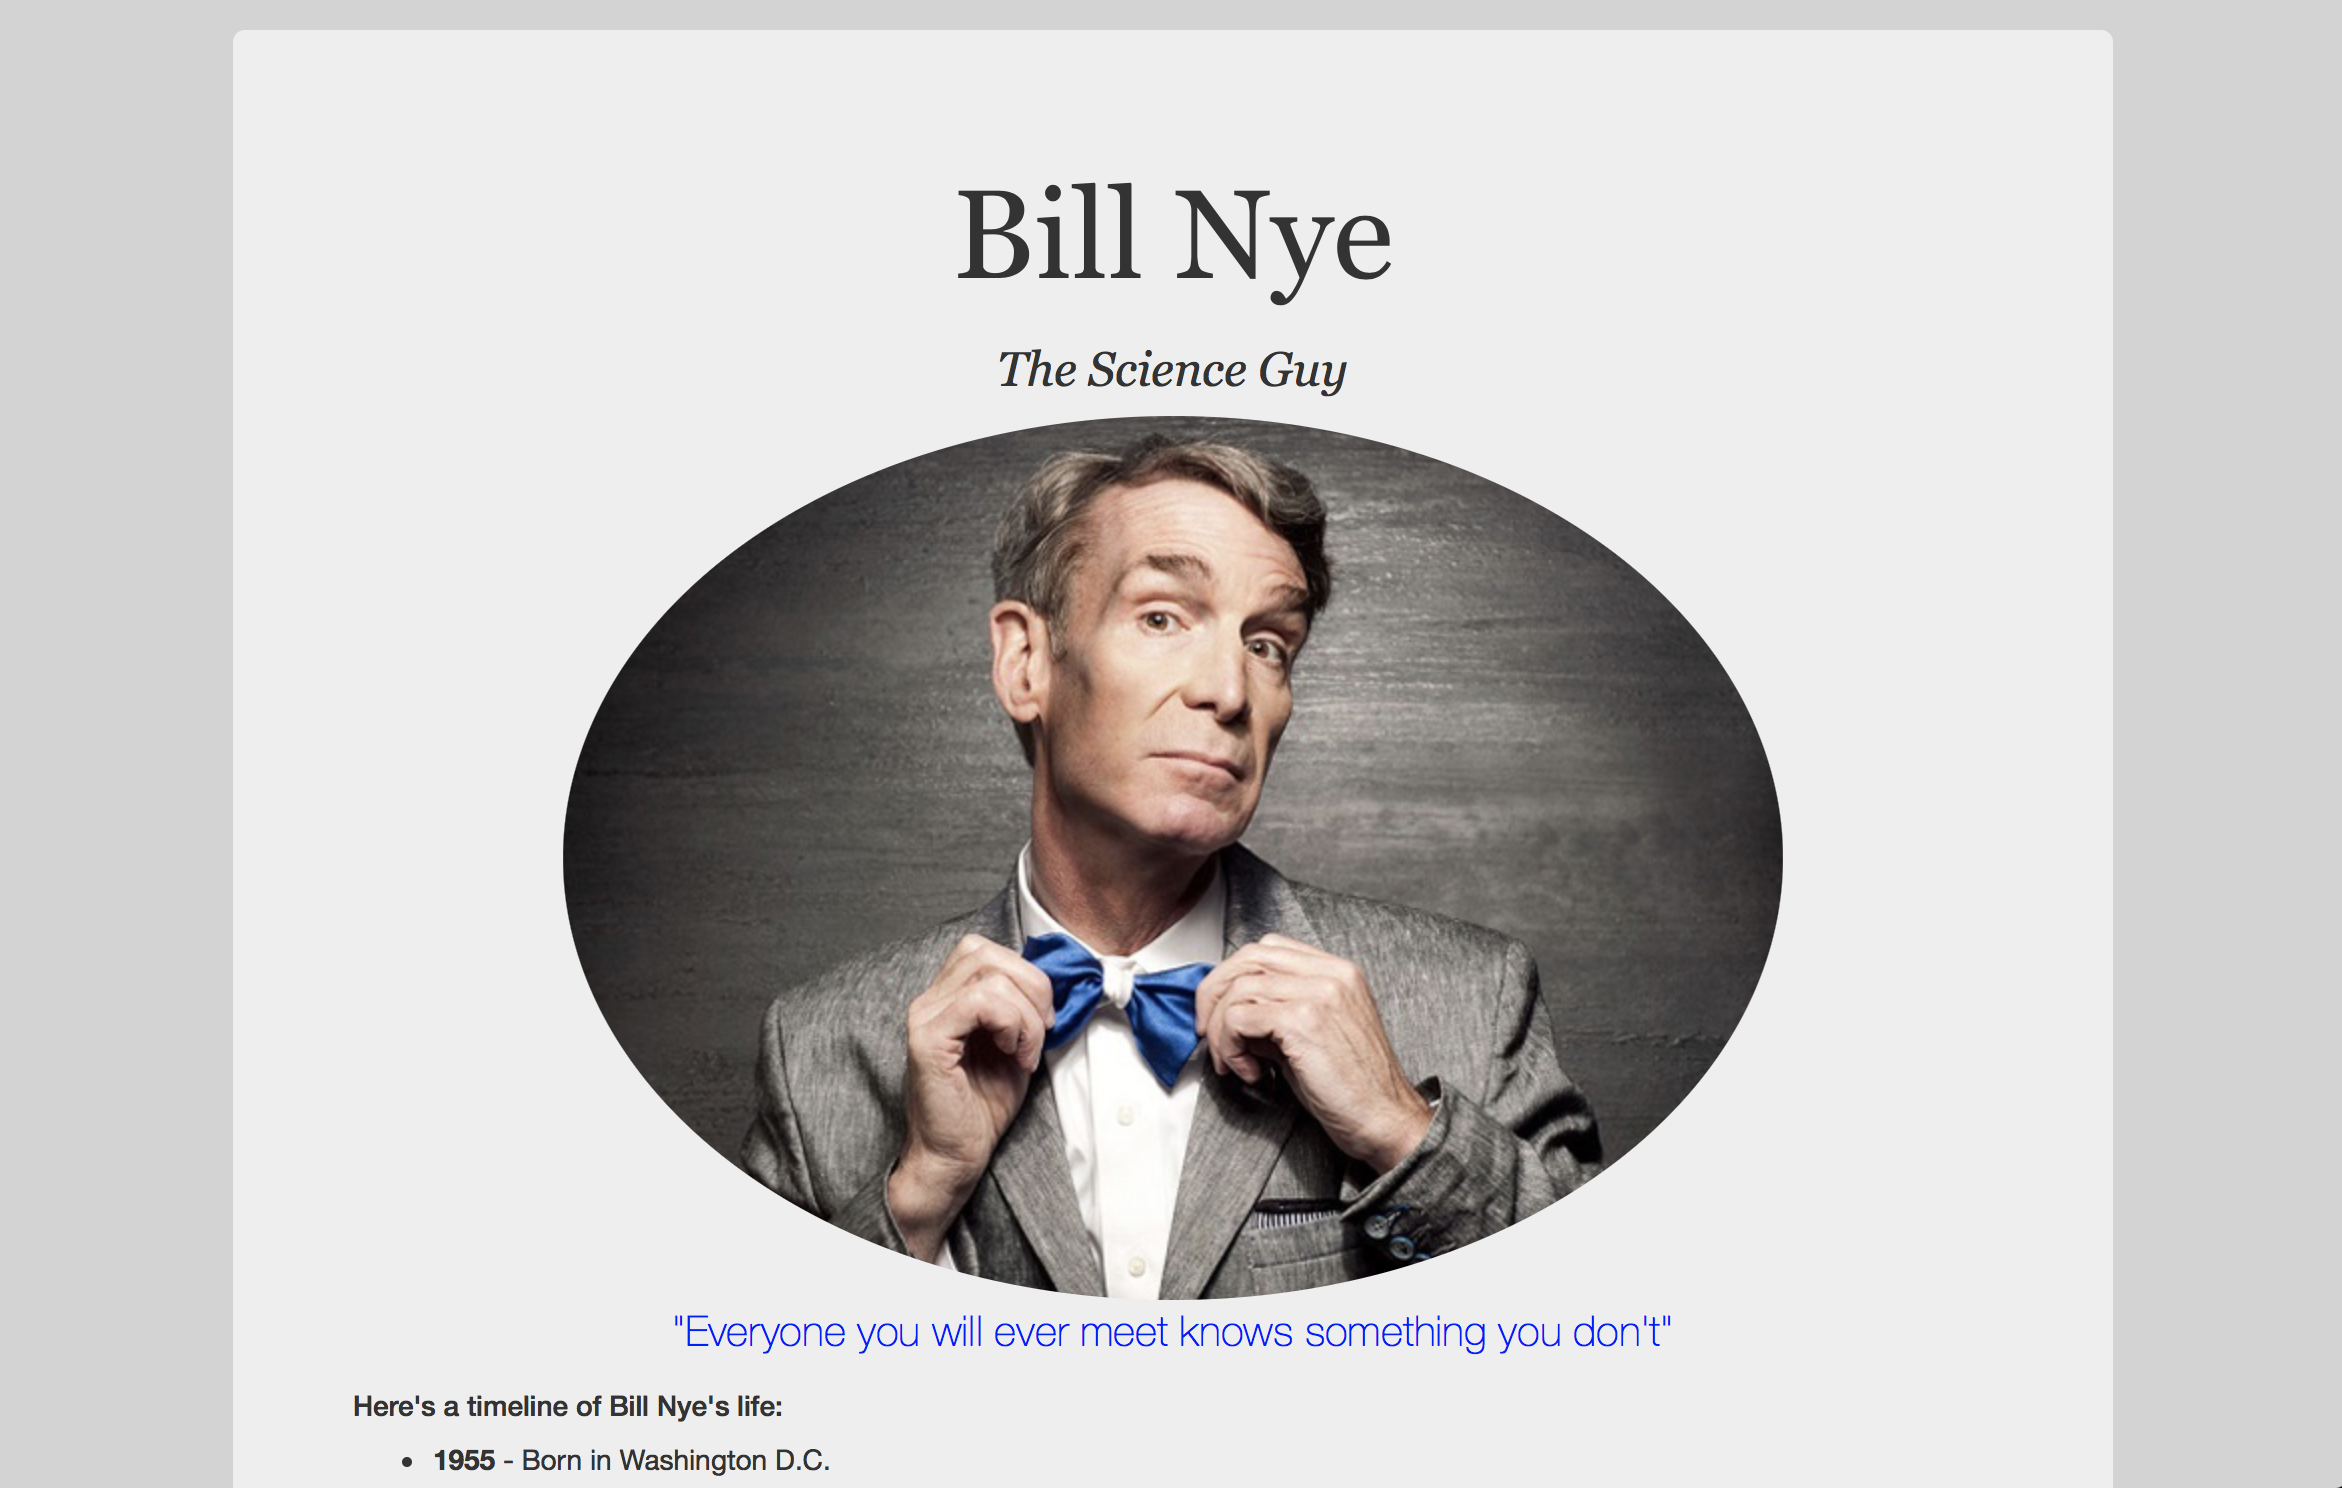 Bill Nye
The Science Guy
"Everyone you will ever meet knows something you don't"
Here's a timeline of Bill Nye's life:
• 1955 - Born in Washington D.C.